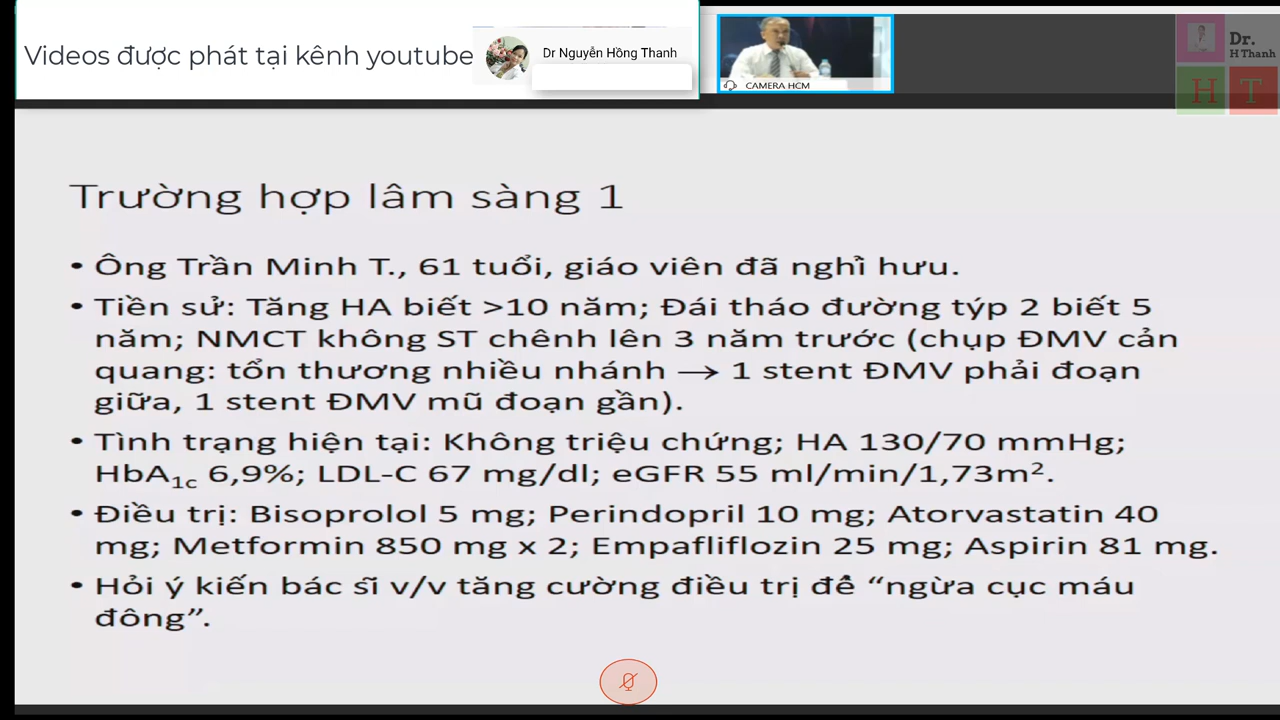 Videos được phát tại kênh youtube
Dr Nguyễn Hồng Thanh
CAMERA HCM
Dr.
H Thanh
H T
Trường hợp lâm sàng 1
• Ông Trần Minh T., 61 tuổi, giáo viên đã nghỉ hưu.
• Tiền sử: Tăng HA biết >10 năm; Đái tháo đường týp 2 biết 5
năm; NMCT không ST chênh lên 3 năm trước (chụp ĐMV cản
quang: tổn thương nhiều nhánh → 1 stent ĐMV phải đoạn
giữa, 1 stent ĐMV mũ đoạn gần).
• Tình trạng hiện tại: Không triệu chứng; HA 130/70 mmHg;
HbA1c 6,9%; LDL-C 67 mg/dl; eGFR 55 ml/min/1,73m².
• Điều trị: Bisoprolol 5 mg; Perindopril 10 mg; Atorvastatin 40
mg; Metformin 850 mg x 2; Empafliflozin 25 mg; Aspirin 81 mg.
• Hỏi ý kiến bác sĩ v/v tăng cường điều trị để “ngừa cục máu
đông”.